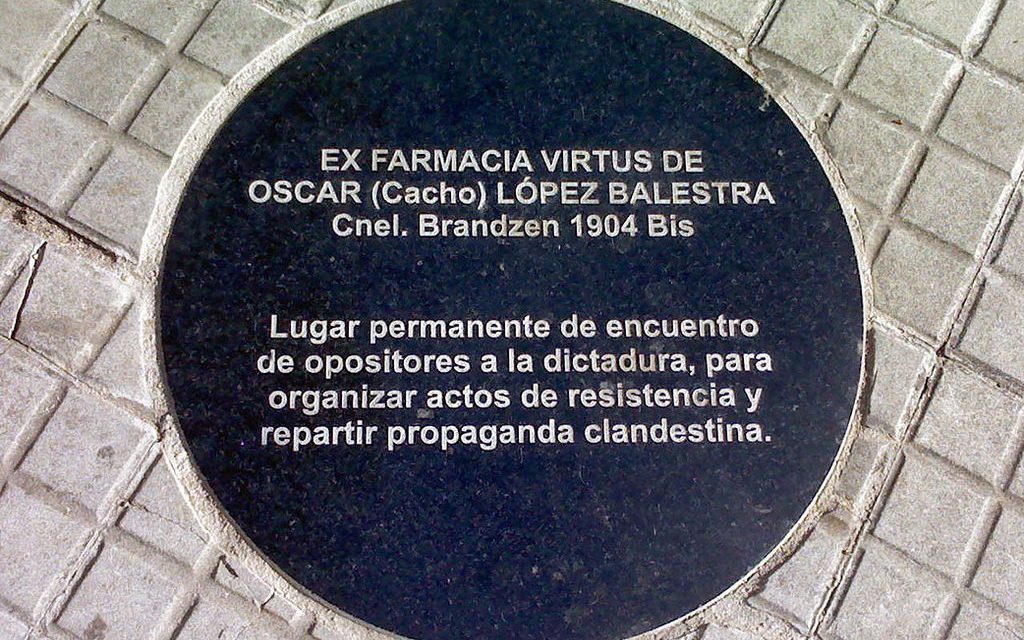 EX FARMACIA VIRTUS DE
OSCAR (Cacho) LÓPEZ BALESTRA
Cnel. Brandzen 1904 Bis
Lugar permanente de encuentro
de opositores a la dictadura, para
organizar actos de resistencia y
repartir propaganda clandestina.